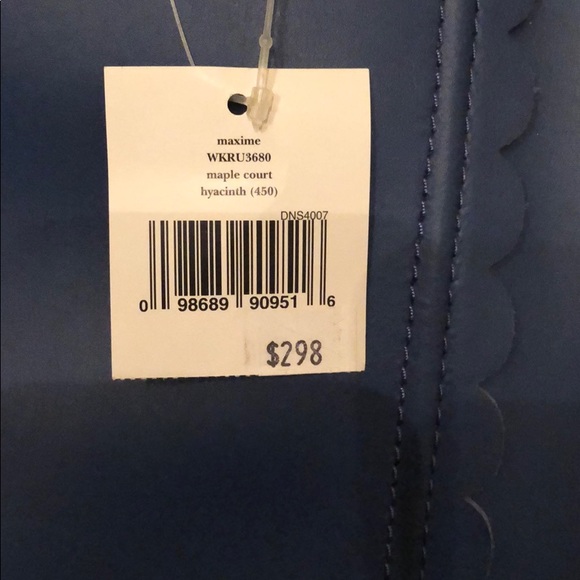 maxime
WKRU3680
maple court
hyacinth (450)
DNS4007
0 98689 90951 6
$298